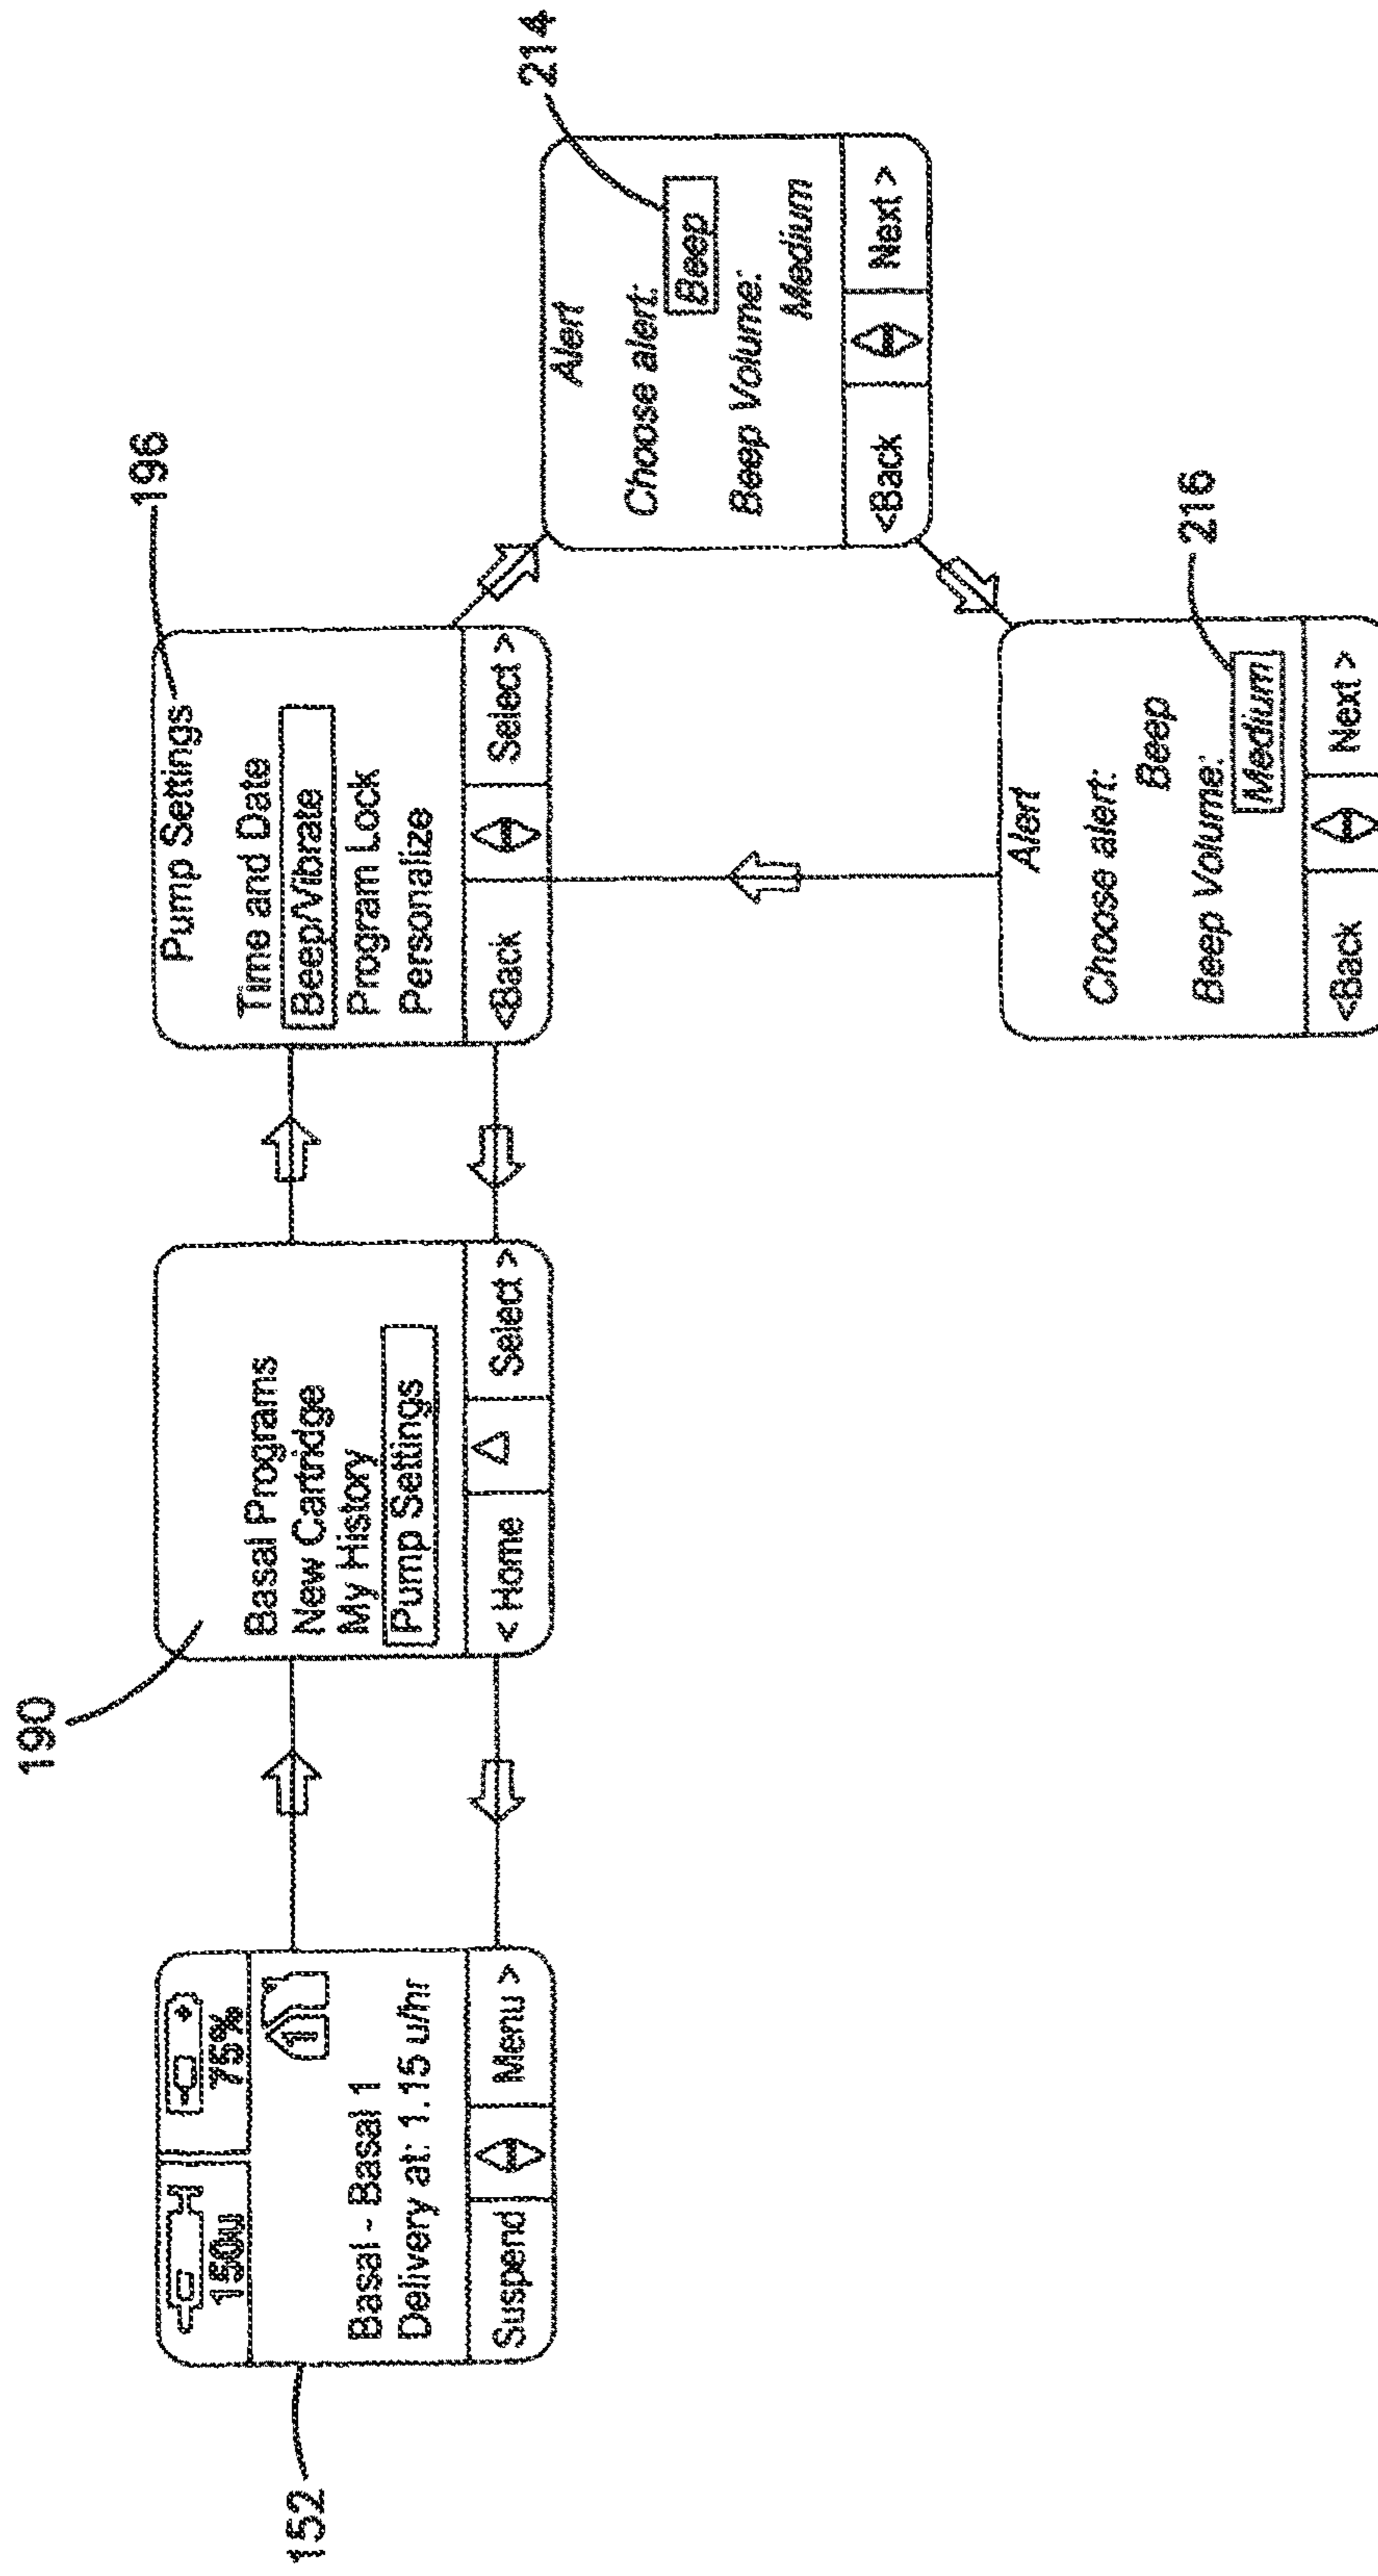 152
150u
75%
1
Basal - Basal 1
Delivery at: 1.15 u/hr
Suspend
Menu >
190
Basal Programs
New Cartridge
My History
Pump Settings
< Home
Select >
196
Pump Settings
Time and Date
Beep/Vibrate
Program Lock
Personalize
<Back
Select >
214
Alert
Choose alert:
Beep
Beep Volume:
Medium
<Back
Next >
216
Alert
Choose alert:
Beep
Beep Volume:
Medium
<Back
Next >